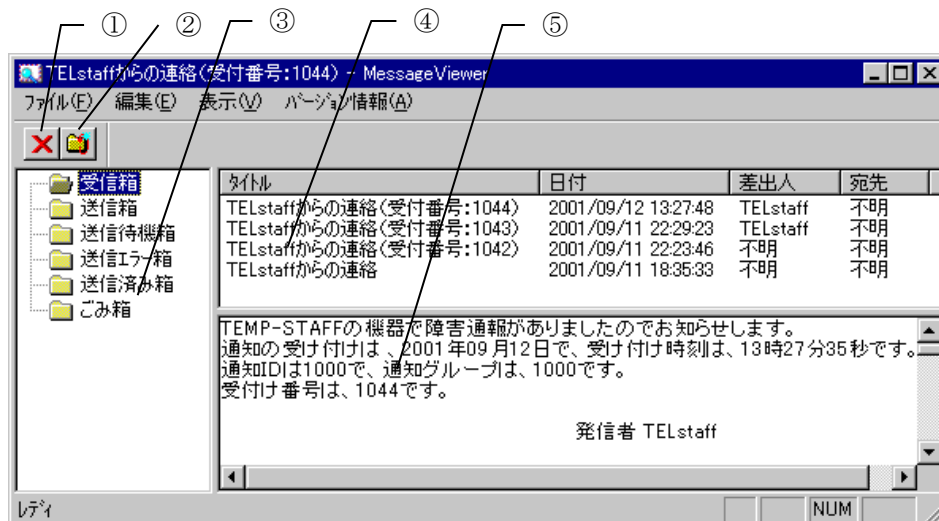 ① ② ③ ④ ⑤
TELstaffからの連絡(受付番号:1044) - MessageViewer
ファイル(F) 編集(E) 表示(V) バージョン情報(A)
受信箱
送信箱
送信待機箱
送信エラー箱
送信済み箱
ごみ箱
タイトル 日付 差出人 宛先
TELstaffからの連絡(受付番号:1044) 2001/09/12 13:27:48 TELstaff 不明
TELstaffからの連絡(受付番号:1043) 2001/09/11 22:29:23 TELstaff 不明
TELstaffからの連絡(受付番号:1042) 2001/09/11 22:23:46 不明 不明
TELstaffからの連絡 2001/09/11 18:35:33 不明 不明
TEMP-STAFFの機器で障害通報がありましたのでお知らせします。
通知の受け付けは、2001年09月12日で、受け付け時刻は、13時27分35秒です。
通知IDは1000で、通知グループは、1000です。
受付け番号は、1044です。
発信者 TELstaff
レディ NUM